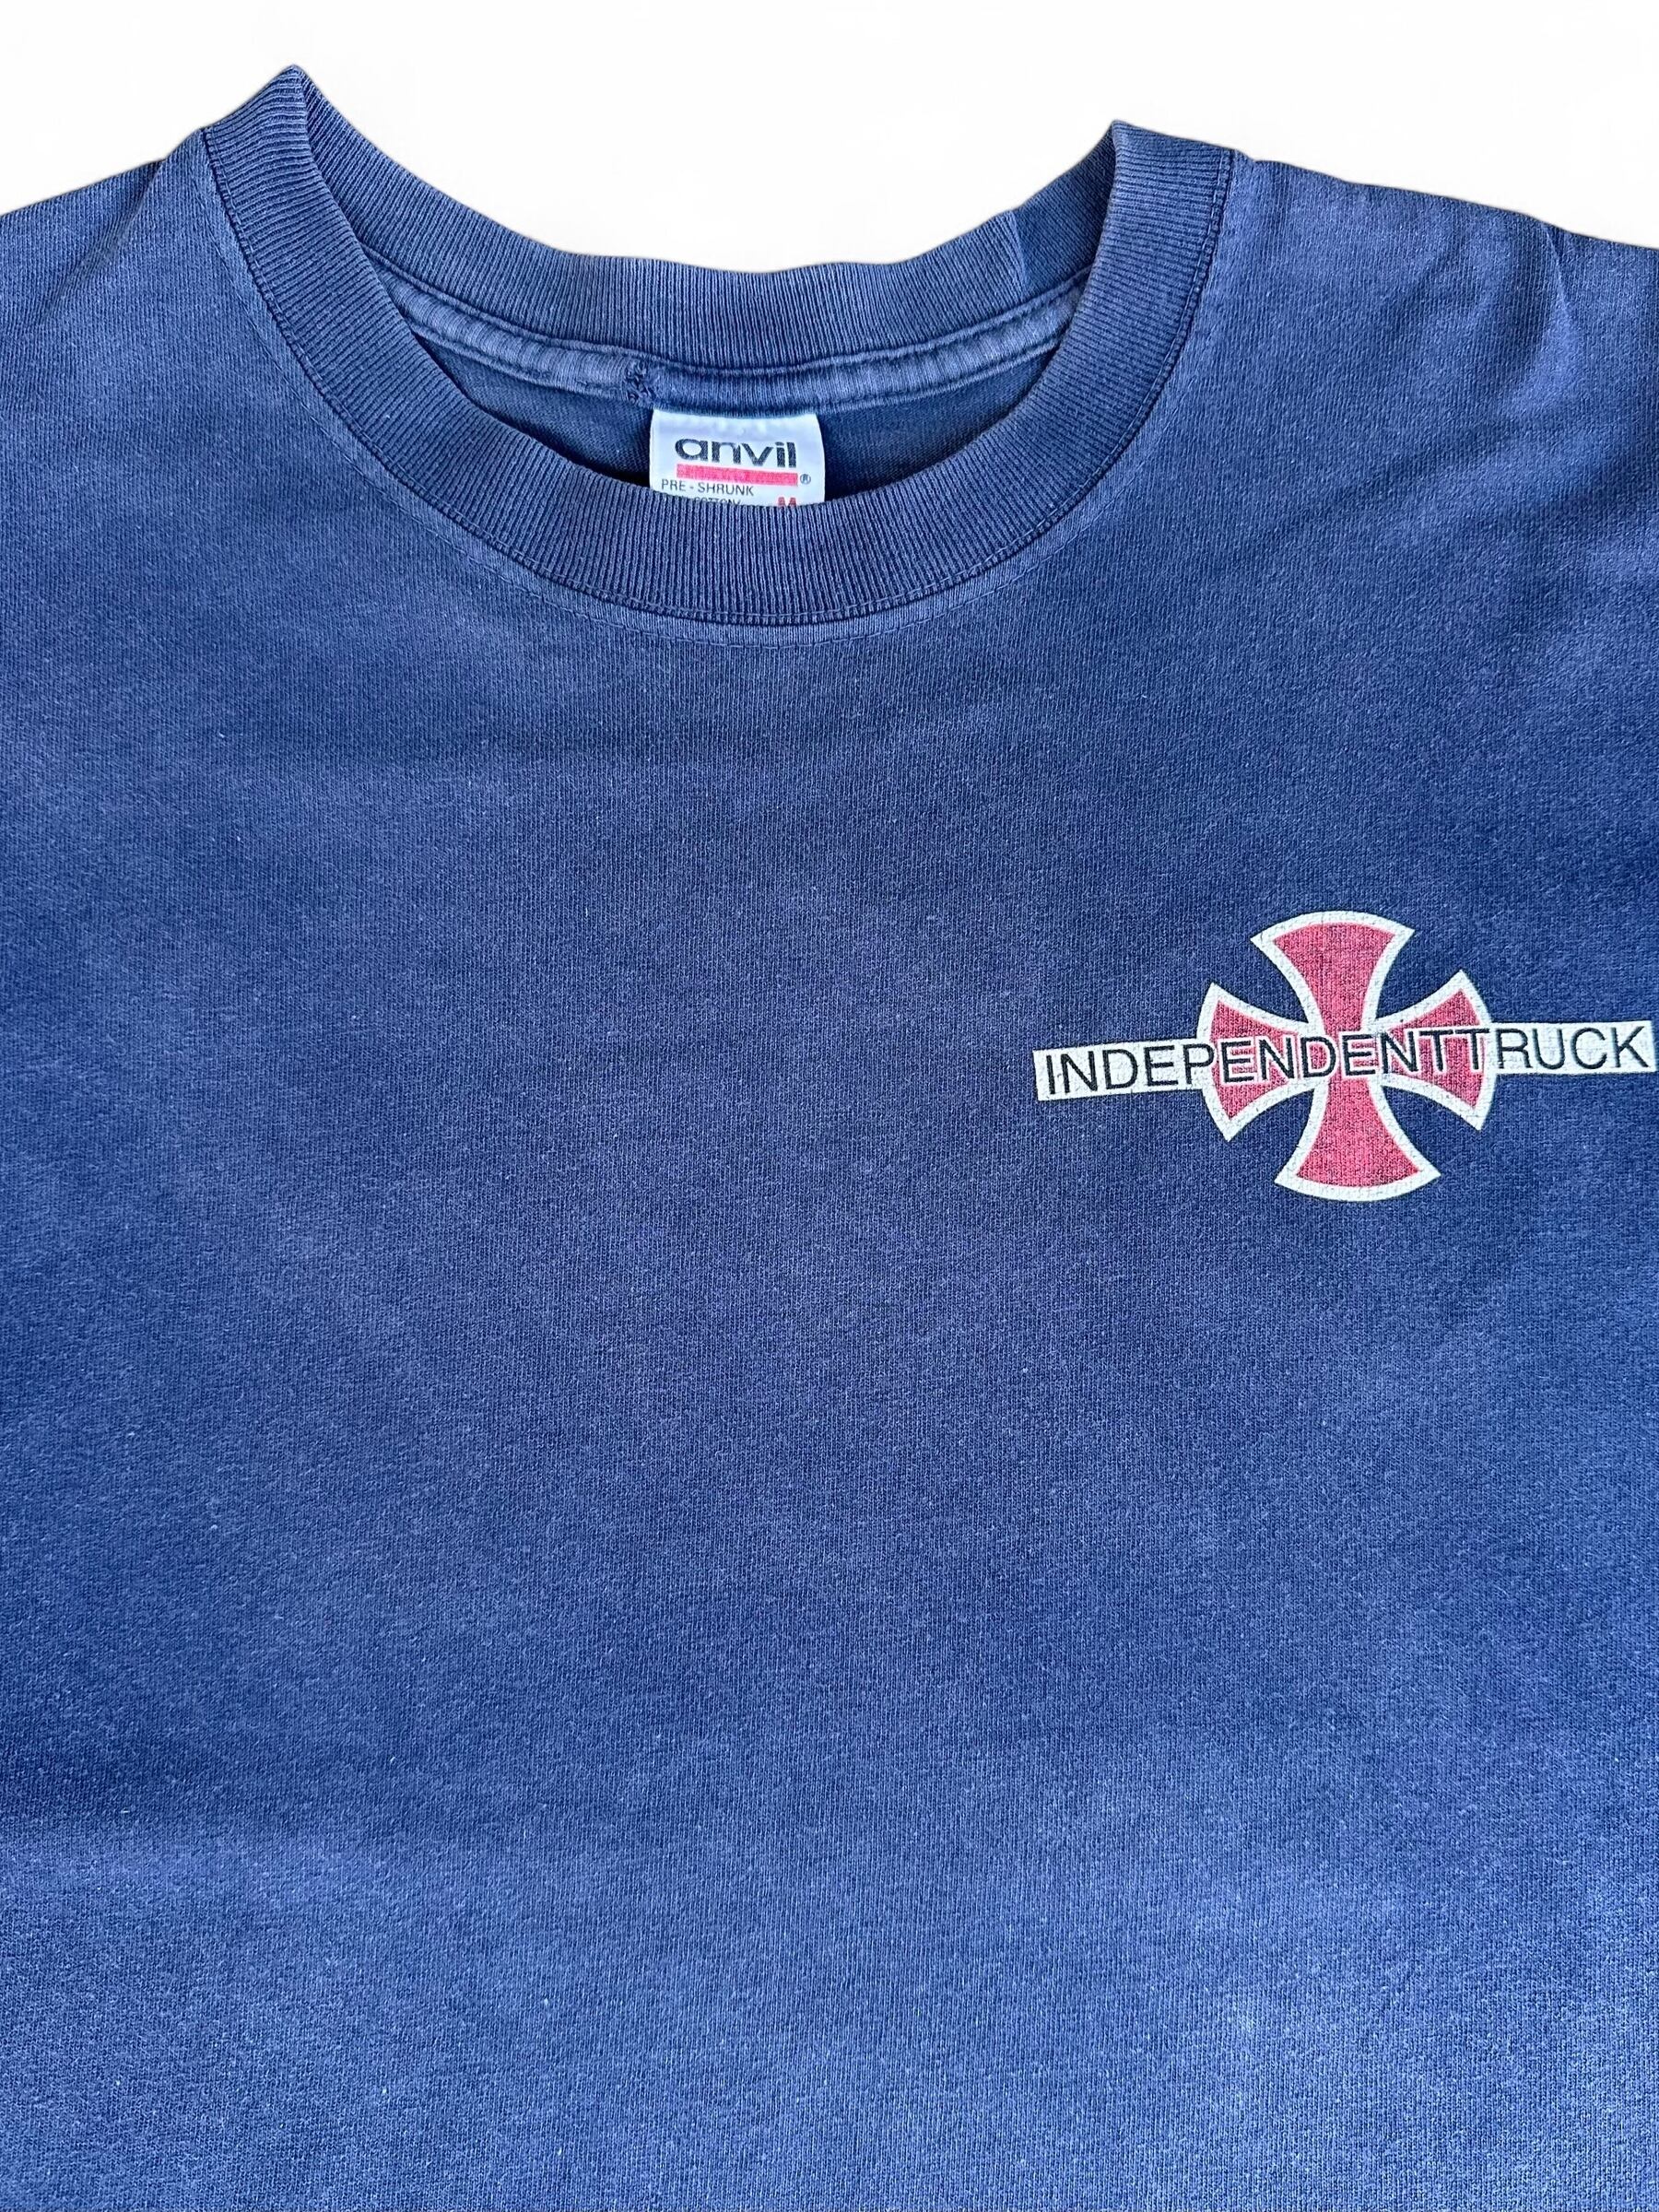 anvil
®
PRE-SHRUNK
M
INDEPENDENTTRUCK